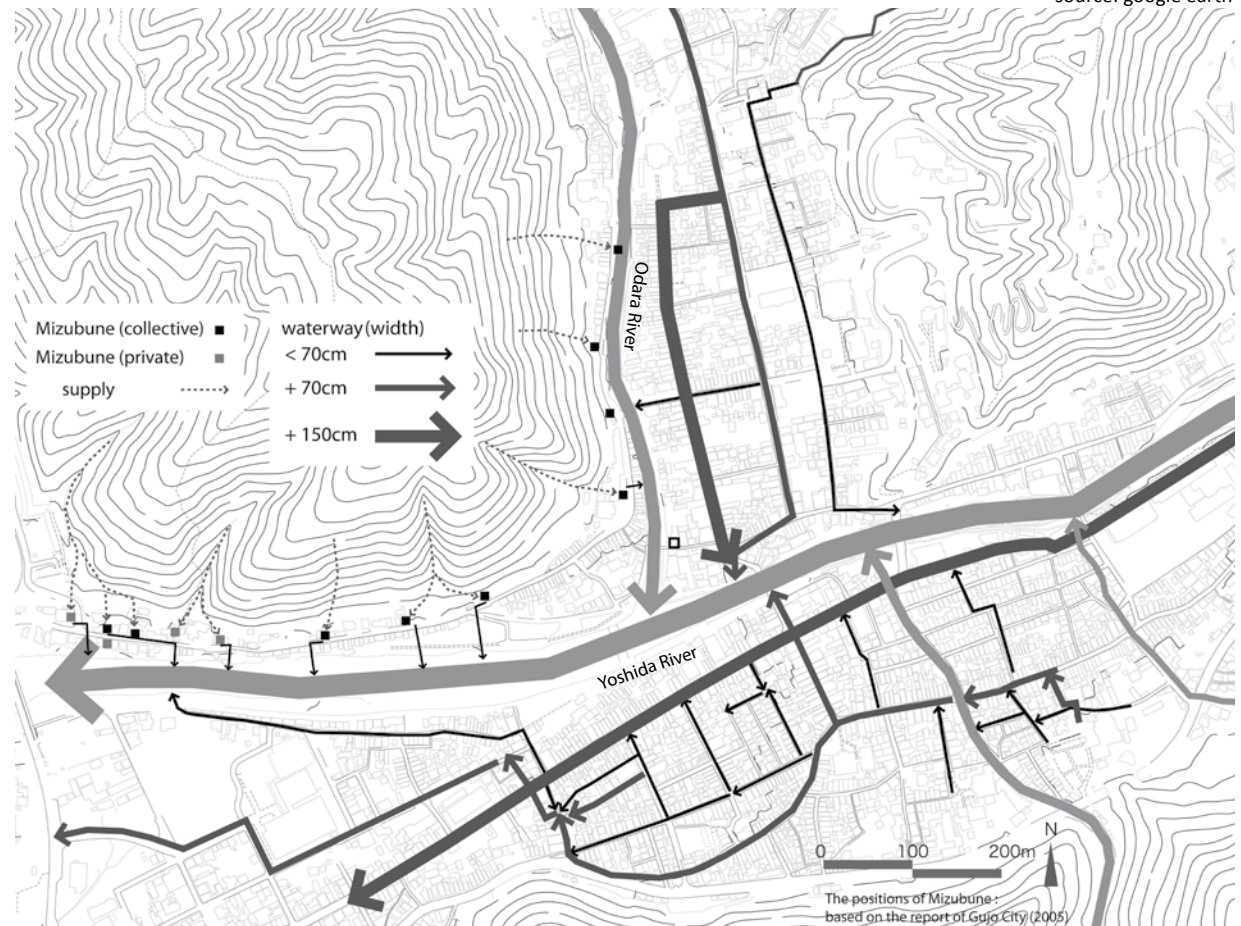 source: google earth
Odara River
Mizubune (collective)
Mizubune (private)
supply
waterway (width)
< 70cm
+ 70cm
+ 150cm
Yoshida River
0 100 200m
N
The positions of Mizubune :
based on the report of Gujo City (2005)